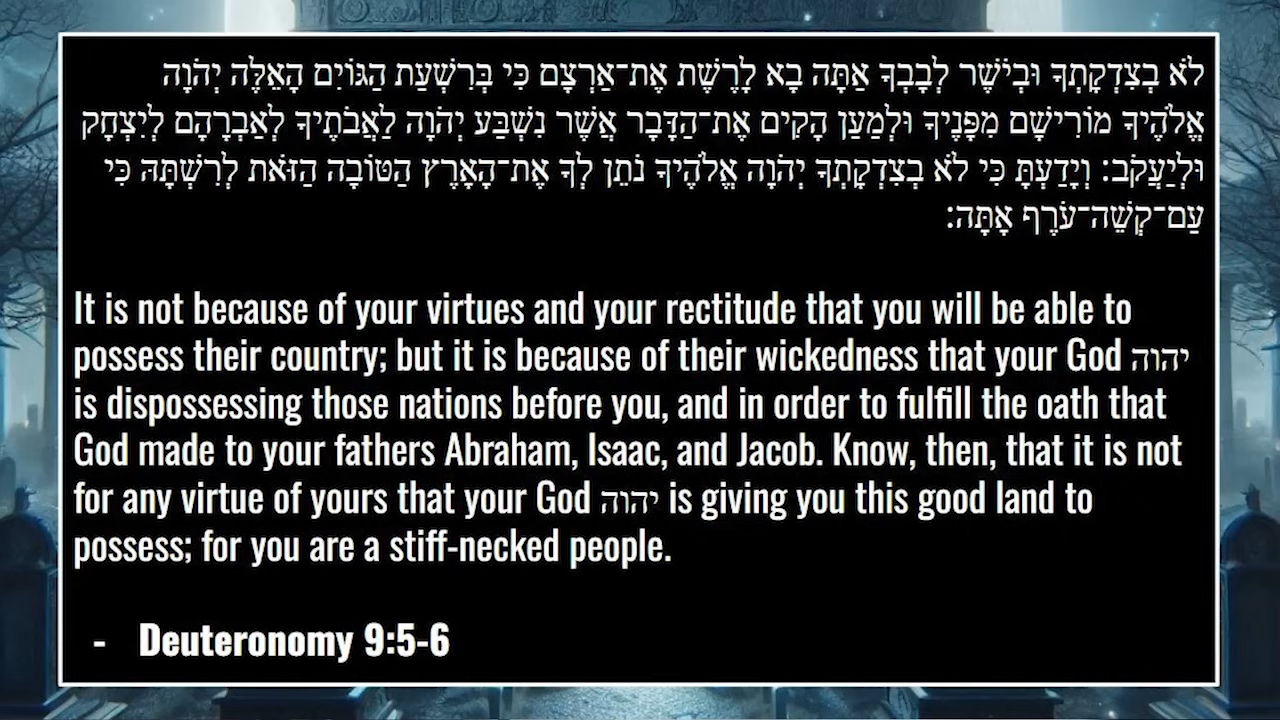 לֹא בְצִדְקָתְךָ וּבְיֹשֶׁר לְבָבְךָ אַתָּה בָא לָרֶשֶׁת אֶת־אַרְצָם כִּי בְּרִשְׁעַת הַגּוֹיִם הָאֵלֶּה יְהֹוָה
אֱלֹהֶיךָ מוֹרִישָׁם מִפָּנֶיךָ וּלְמַעַן הָקִים אֶת־הַדָּבָר אֲשֶׁר נִשְׁבַּע יְהֹוָה לַאֲבֹתֶיךָ לְאַבְרָהָם לְיִצְחָק
וּלְיַעֲקֹב׃ וְיָדַעְתָּ כִּי לֹא בְצִדְקָתְךָ יְהֹוָה אֱלֹהֶיךָ נֹתֵן לְךָ אֶת־הָאָרֶץ הַטּוֹבָה הַזֹּאת לְרִשְׁתָּהּ כִּי
עַם־קְשֵׁה־עֹרֶף אָתָּה׃
It is not because of your virtues and your rectitude that you will be able to
possess their country; but it is because of their wickedness that your God יהוה
is dispossessing those nations before you, and in order to fulfill the oath that
God made to your fathers Abraham, Isaac, and Jacob. Know, then, that it is not
for any virtue of yours that your God יהוה is giving you this good land to
possess; for you are a stiff-necked people.
- Deuteronomy 9:5-6